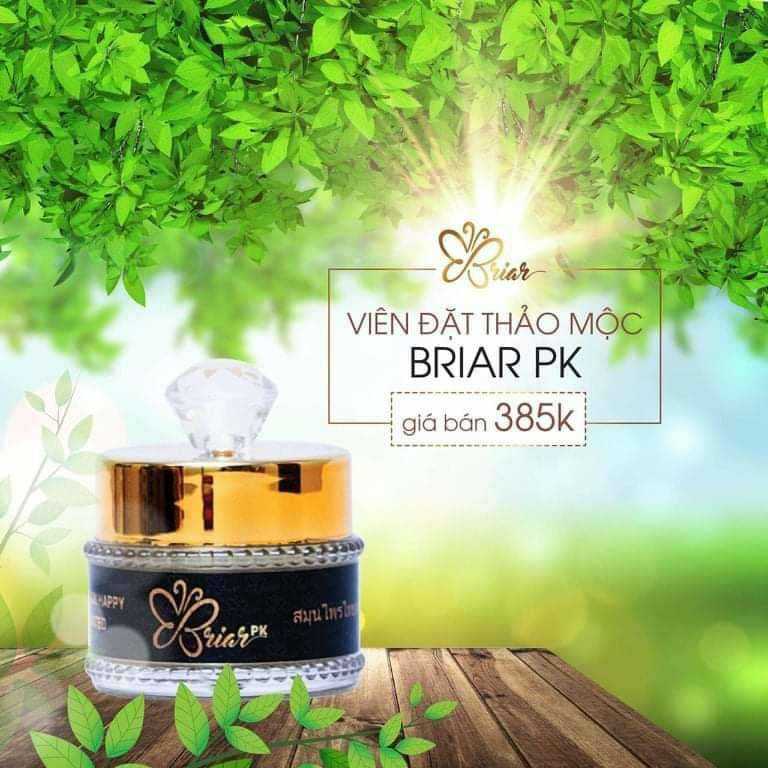 Briar
VIÊN ĐẶT THẢO MỘC
BRIAR PK
giá bán 385k
HAPPY
Briar PK
สมุนไพรไทย